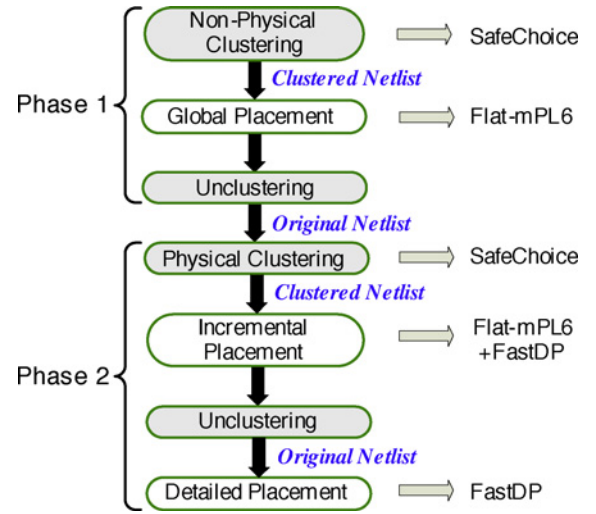 Non-Physical
Clustering
SafeChoice
Clustered Netlist
Phase 1
Global Placement
Flat-mPL6
Unclustering
Original Netlist
Physical Clustering
SafeChoice
Clustered Netlist
Incremental
Placement
Flat-mPL6
+FastDP
Phase 2
Unclustering
Original Netlist
Detailed Placement
FastDP